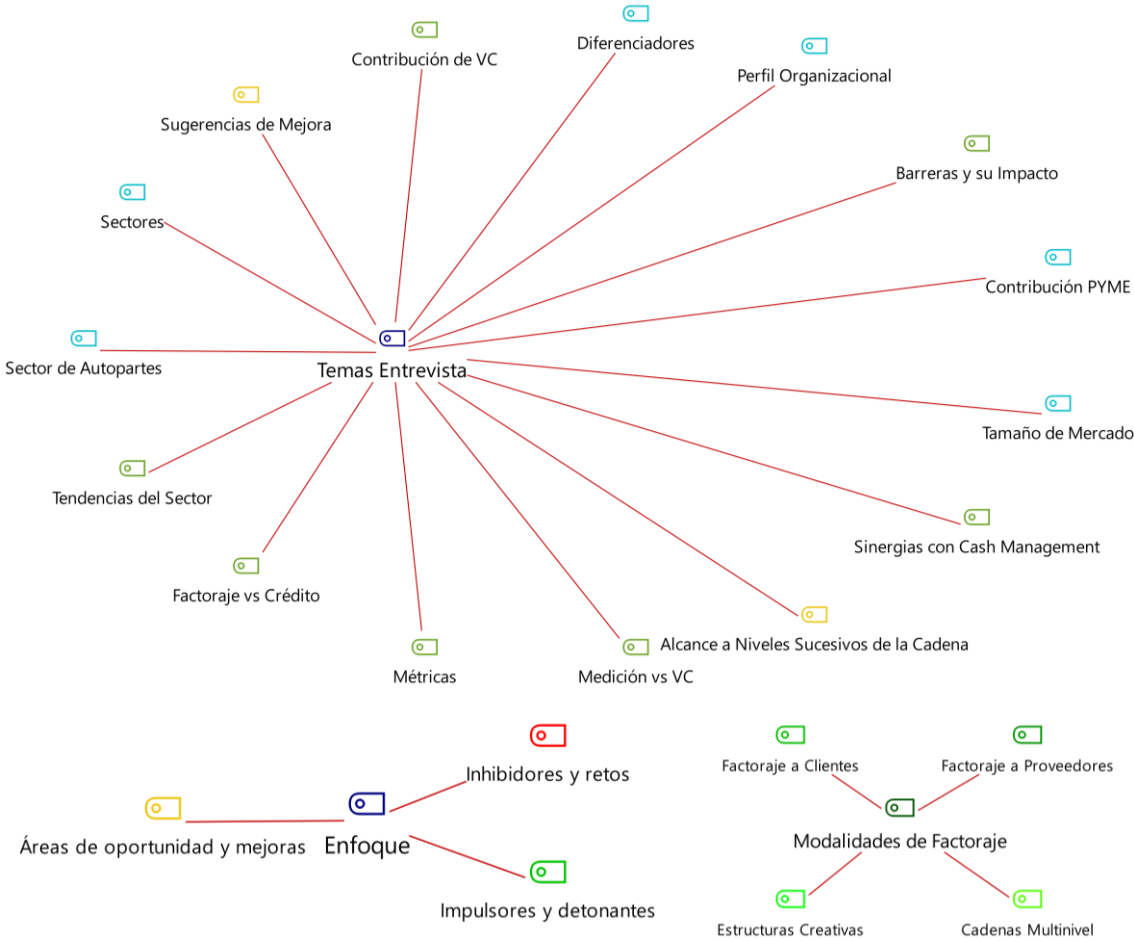 Diferenciadores
Contribución de VC
Perfil Organizacional
Sugerencias de Mejora
Barreras y su Impacto
Sectores
Contribución PYME
Sector de Autopartes
Temas Entrevista
Tamaño de Mercado
Tendencias del Sector
Sinergias con Cash Management
Factoraje vs Crédito
Alcance a Niveles Sucesivos de la Cadena
Métricas
Medición vs VC
Inhibidores y retos
Áreas de oportunidad y mejoras
Enfoque
Impulsores y detonantes
Factoraje a Clientes
Factoraje a Proveedores
Modalidades de Factoraje
Estructuras Creativas
Cadenas Multinivel